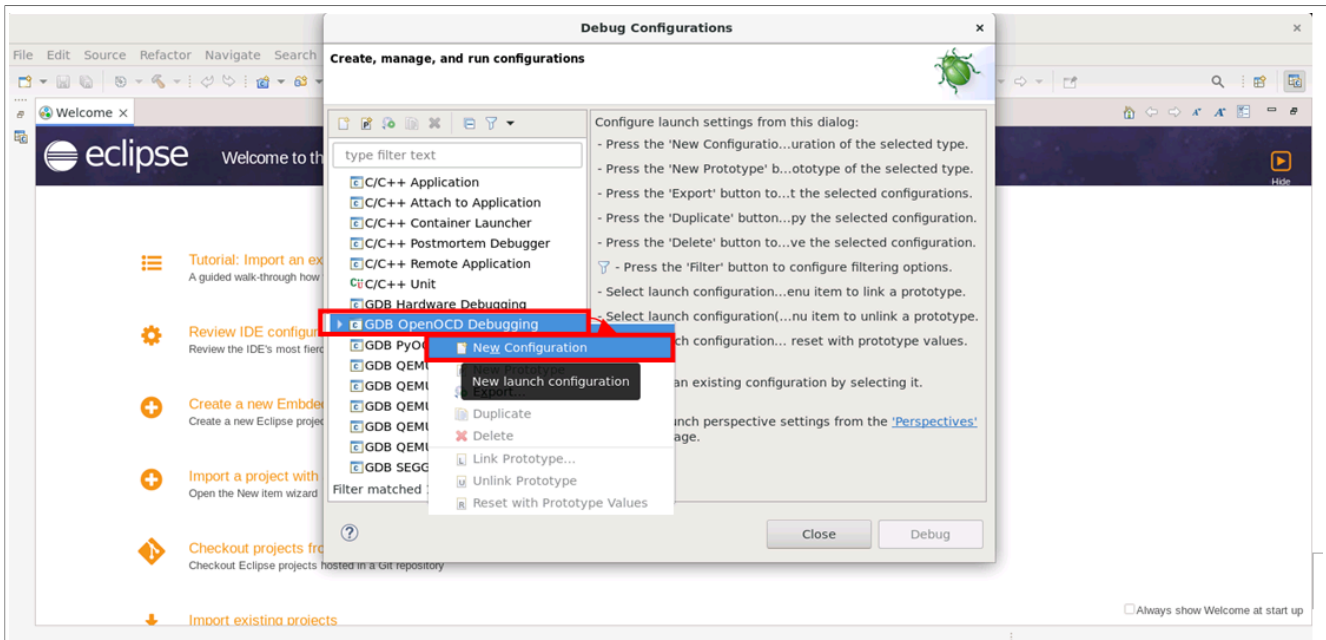 Debug Configurations
File Edit Source Refactor Navigate Search
Create, manage, and run configurations
Welcome
eclipse Welcome to th
Hide
type filter text
C/C++ Application
C/C++ Attach to Application
C/C++ Container Launcher
C/C++ Postmortem Debugger
C/C++ Remote Application
C/C++ Unit
GDB Hardware Debugging
GDB OpenOCD Debugging
GDB PyO
GDB QEMU
GDB QEMU
GDB QEMU
GDB QEMU
GDB QEMU
GDB SEGG
Filter matched
New Configuration
New Prototype
New launch configuration
Export...
Duplicate
Delete
Link Prototype...
Unlink Prototype
Reset with Prototype Values
Configure launch settings from this dialog:
- Press the 'New Configuratio...uration of the selected type.
- Press the 'New Prototype' b...ototype of the selected type.
- Press the 'Export' button to...t the selected configurations.
- Press the 'Duplicate' button...py the selected configuration.
- Press the 'Delete' button to...ve the selected configuration.
- Press the 'Filter' button to configure filtering options.
- Select launch configuration...enu item to link a prototype.
- Select launch configuration(...nu item to unlink a prototype.
ch configuration... reset with prototype values.
an existing configuration by selecting it.
unch perspective settings from the 'Perspectives'
age.
Close Debug
Tutorial: Import an ex
A guided walk-through how
Review IDE configur
Review the IDE's most fierc
Create a new Embde
Create a new Eclipse projec
Import a project with
Open the New item wizard
Checkout projects fro
Checkout Eclipse projects hosted in a Git repository
Import existing projects
Always show Welcome at start up